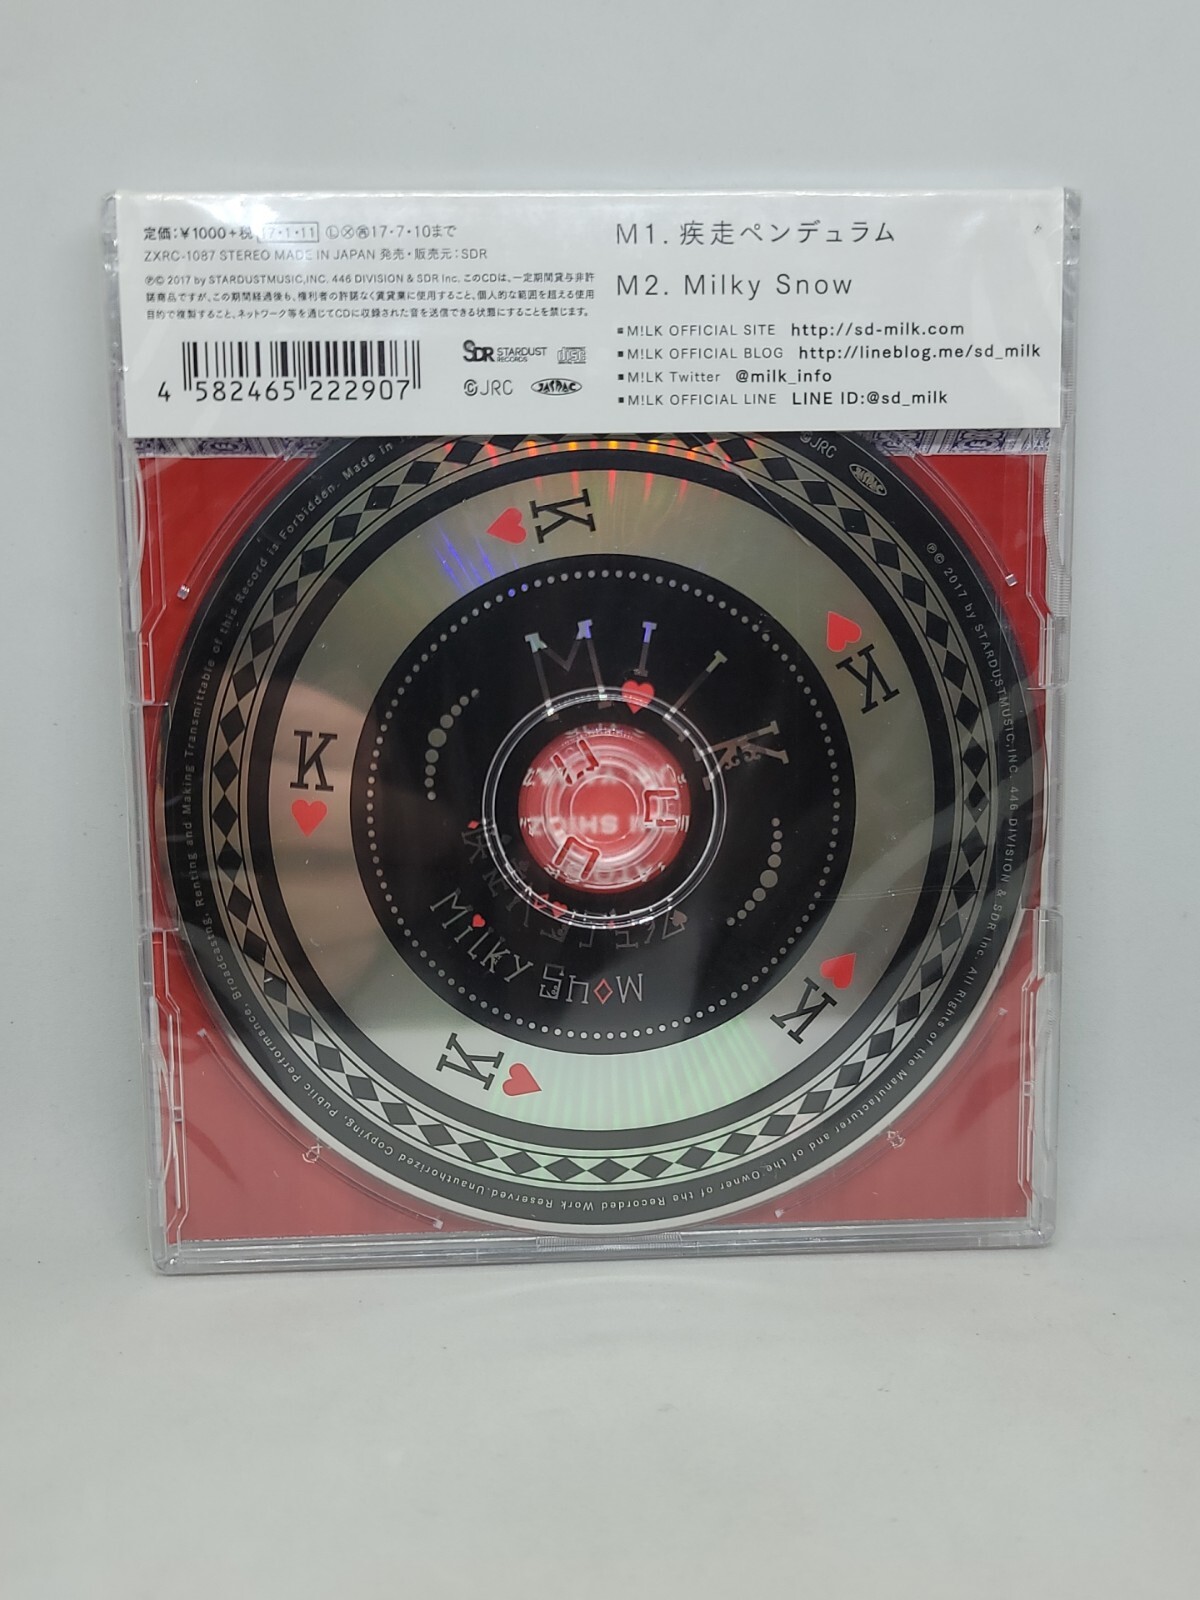 定価:¥1000+税 17・1・11 Ⓛ 17・7・10まで
ZXRC-1087 STEREO MADE IN JAPAN 発売・販売元:SDR
℗© 2017 by STARDUSTMUSIC,INC. 446 DIVISION & SDR Inc. このCDは、一定期間貸与非許
諾商品ですが、この期間経過後も、権利者の許諾なく賃貸業に使用すること、個人的な範囲を超える使用
目的で複製すること、ネットワーク等を通じてCDに収録された音を送信できる状態にすることを禁じます。
4 582465 222907
SDR STARDUST RECORDS
JRC JASRAC
M1. 疾走ペンデュラム
M2. Milky Snow
▪M!LK OFFICIAL SITE http://sd-milk.com
▪M!LK OFFICIAL BLOG http://lineblog.me/sd_milk
▪M!LK Twitter @milk_info
▪M!LK OFFICIAL LINE LINE ID:@sd_milk
JRC JASRAC
℗© 2017 by STARDUSTMUSIC,INC. 446 DIVISION & SDR Inc. All Rights of the Manufacturer and of the Owner of the Recorded Work Reserved.Unauthorized Copying, Public Performance, Broadcasting, Renting and Making Transmittable of this Record is Forbidden. Made in
K
K
K
K
K
M!LK
Milky Snow